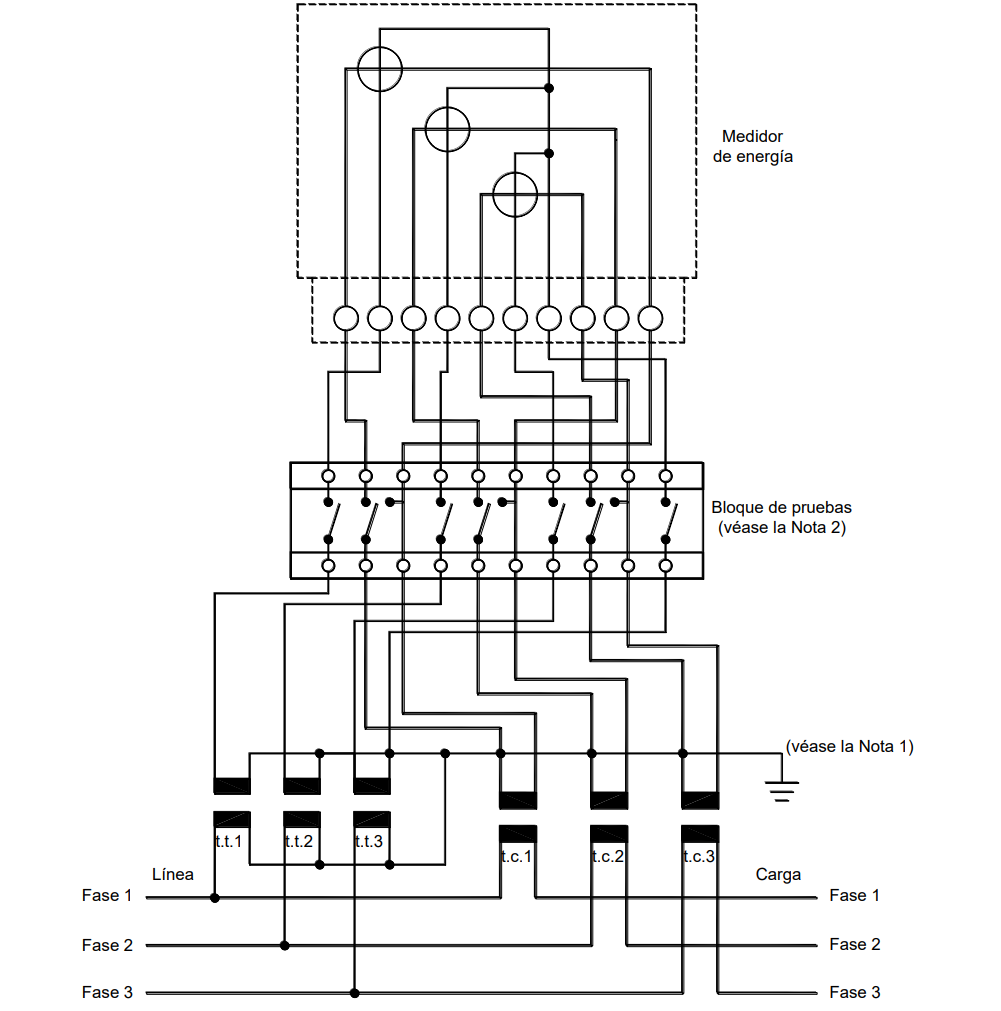 Medidor
de energía
Bloque de pruebas
(véase la Nota 2)
(véase la Nota 1)
t.t.1
t.t.2
t.t.3
t.c.1
t.c.2
t.c.3
Línea
Carga
Fase 1
Fase 1
Fase 2
Fase 2
Fase 3
Fase 3